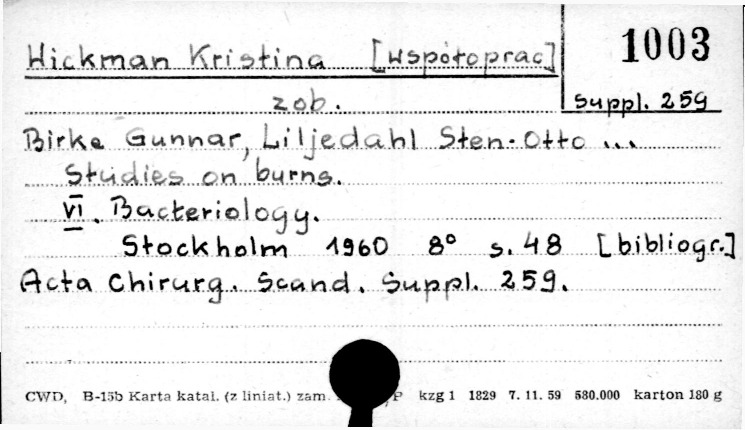 Hickman Kristina [współoprac]
1003
zob.
Suppl. 259
Birke Gunnar, Liljedahl Sten-Otto ...
Studies on burns.
VI. Bacteriology.
Stockholm 1960 8° s. 48 [bibliogr.]
Acta Chirurg. Scand. Suppl. 259.
CWD, B-15b Karta katal. (z liniat.) zam. kzg 1 1829 7. 11. 59 580.000 karton 180 g